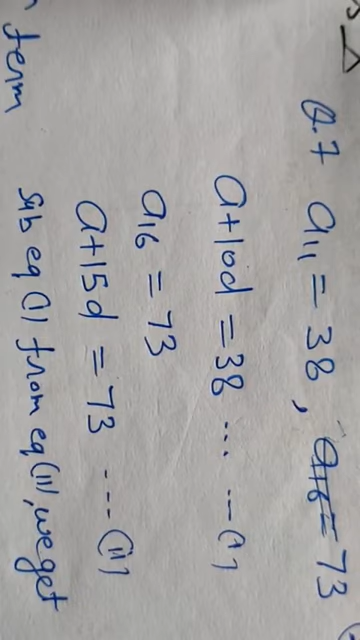 Q.7 a₁₁ = 38, a₁₆ = 73
a+10d = 38 ... --(i)
a₁₆ = 73
a+15d = 73 ---(ii)
sub eq (i) from eq (ii), we get
term